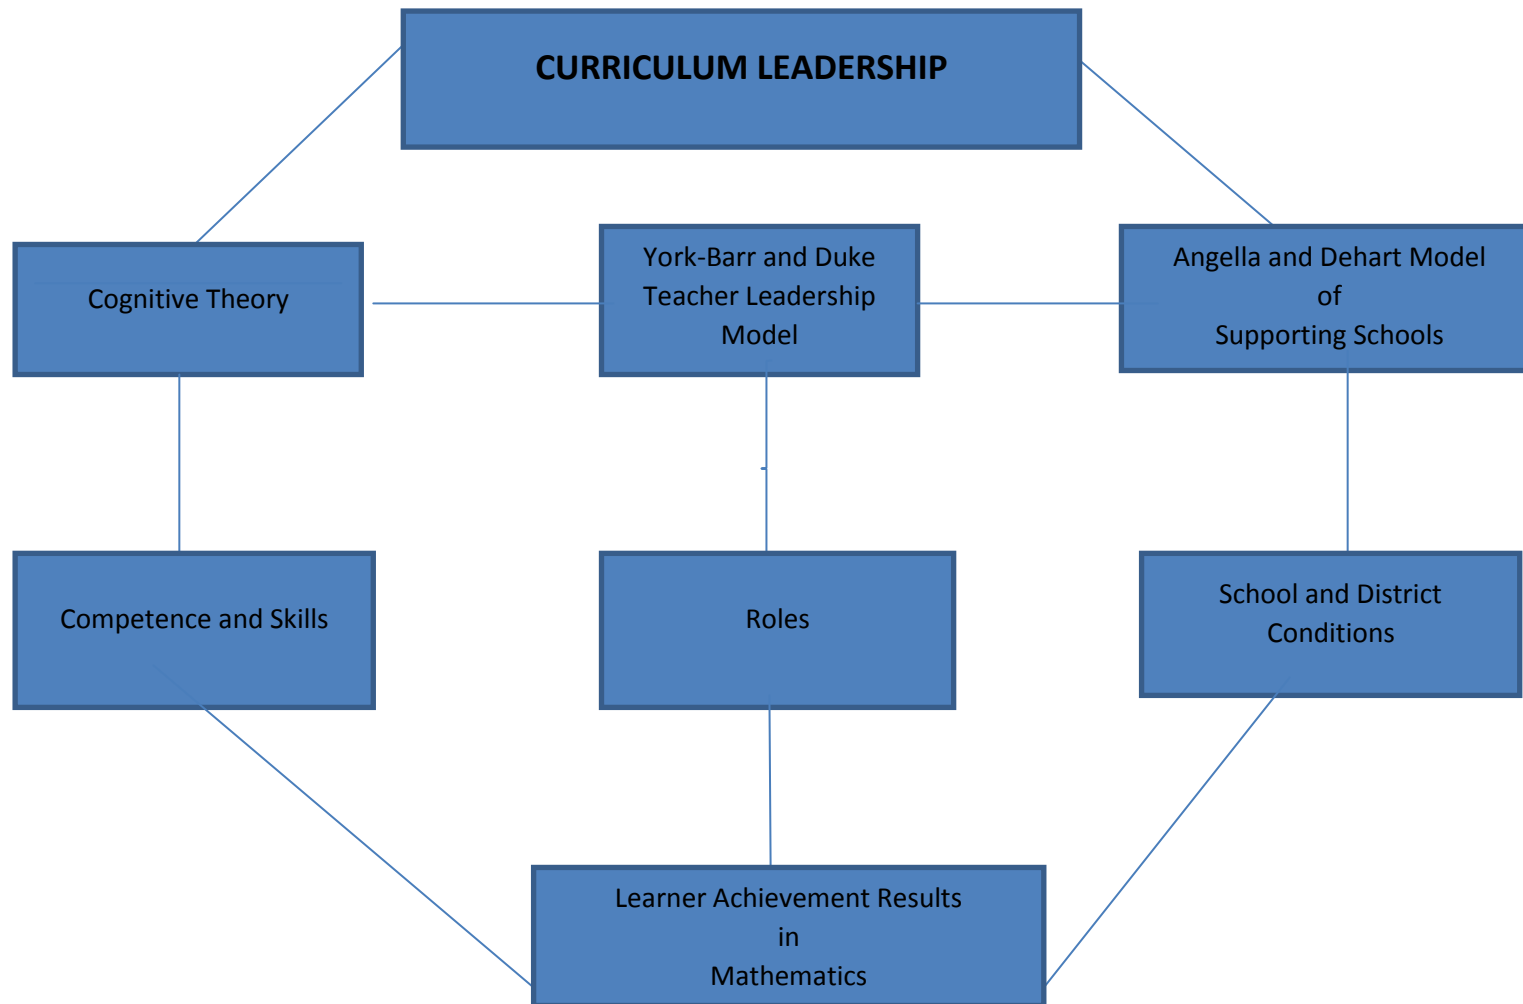 CURRICULUM LEADERSHIP
Cognitive Theory
York-Barr and Duke
Teacher Leadership
Model
Angella and Dehart Model
of
Supporting Schools
Competence and Skills
Roles
School and District
Conditions
Learner Achievement Results
in
Mathematics